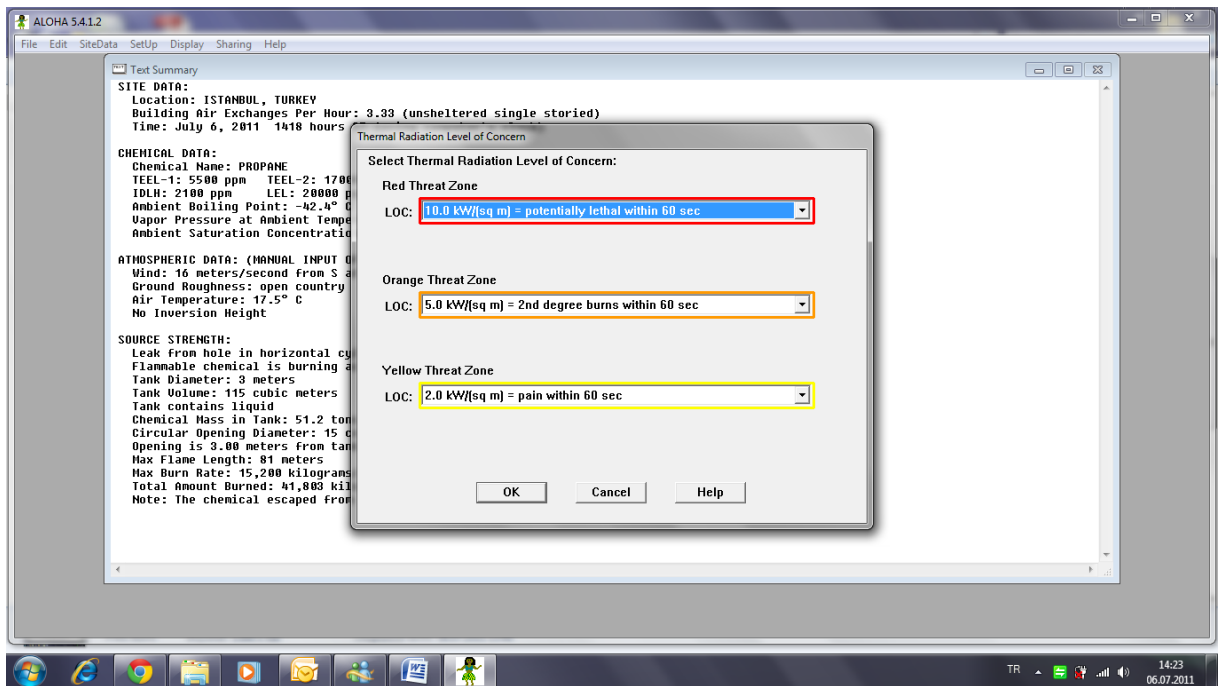 ALOHA 5.4.1.2
File Edit SiteData SetUp Display Sharing Help
Text Summary
SITE DATA:
Location: ISTANBUL, TURKEY
Building Air Exchanges Per Hour: 3.33 (unsheltered single storied)
Time: July 6, 2011 1418 hours
CHEMICAL DATA:
Chemical Name: PROPANE
TEEL-1: 5500 ppm TEEL-2: 1700
IDLH: 2100 ppm LEL: 20000 p
Ambient Boiling Point: -42.4° C
Vapor Pressure at Ambient Tempe
Ambient Saturation Concentratio
ATMOSPHERIC DATA: (MANUAL INPUT O
Wind: 16 meters/second from S a
Ground Roughness: open country
Air Temperature: 17.5° C
No Inversion Height
SOURCE STRENGTH:
Leak from hole in horizontal cy
Flammable chemical is burning a
Tank Diameter: 3 meters
Tank Volume: 115 cubic meters
Tank contains liquid
Chemical Mass in Tank: 51.2 ton
Circular Opening Diameter: 15 c
Opening is 3.00 meters from tan
Max Flame Length: 81 meters
Max Burn Rate: 15,200 kilograms
Total Amount Burned: 41,803 kil
Note: The chemical escaped from
Thermal Radiation Level of Concern
Select Thermal Radiation Level of Concern:
Red Threat Zone
LOC: 10.0 kW/(sq m) = potentially lethal within 60 sec
Orange Threat Zone
LOC: 5.0 kW/(sq m) = 2nd degree burns within 60 sec
Yellow Threat Zone
LOC: 2.0 kW/(sq m) = pain within 60 sec
OK Cancel Help
TR
14:23
06.07.2011